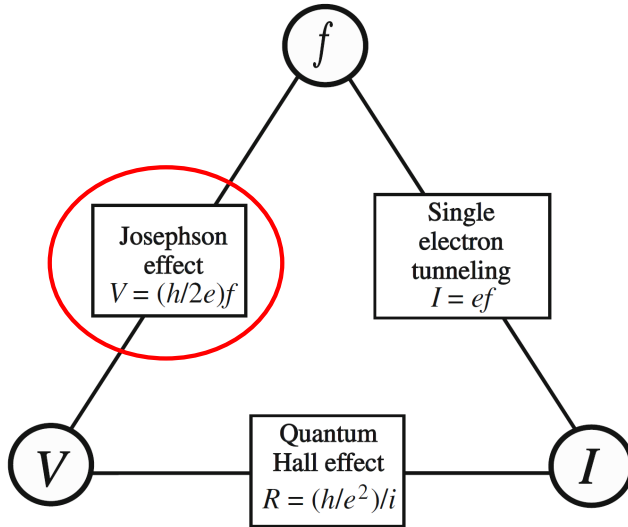 f
Josephson
effect
V = (h/2e)f
Single
electron
tunneling
I = ef
V
Quantum
Hall effect
R = (h/e²)/i
I